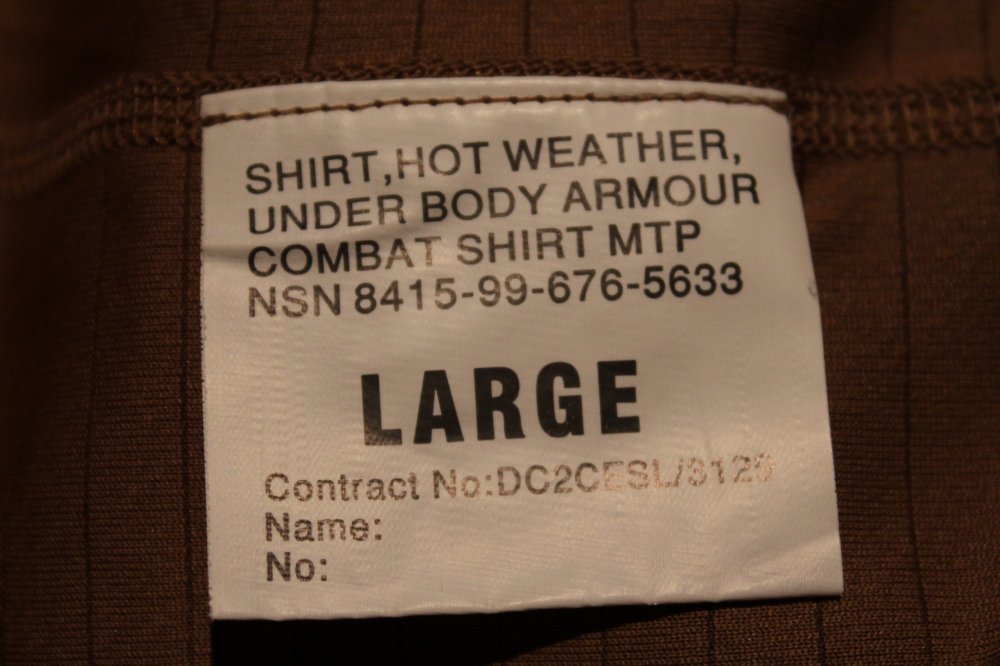 SHIRT,HOT WEATHER,
UNDER BODY ARMOUR
COMBAT SHIRT MTP
NSN 8415-99-676-5633
LARGE
Contract No:DC2CESL/3129
Name:
No: